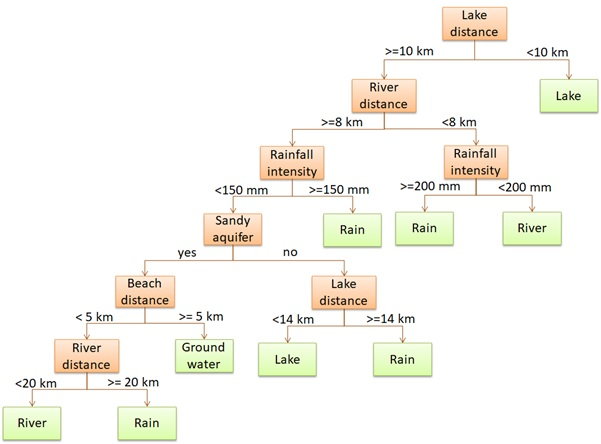 Lake
distance
>=10 km
<10 km
River
distance
Lake
>=8 km
<8 km
Rainfall
intensity
Rainfall
intensity
<150 mm
>=150 mm
>=200 mm
<200 mm
Sandy
aquifer
Rain
Rain
River
yes
no
Beach
distance
Lake
distance
< 5 km
>= 5 km
<14 km
>=14 km
River
distance
Ground
water
Lake
Rain
<20 km
>= 20 km
River
Rain